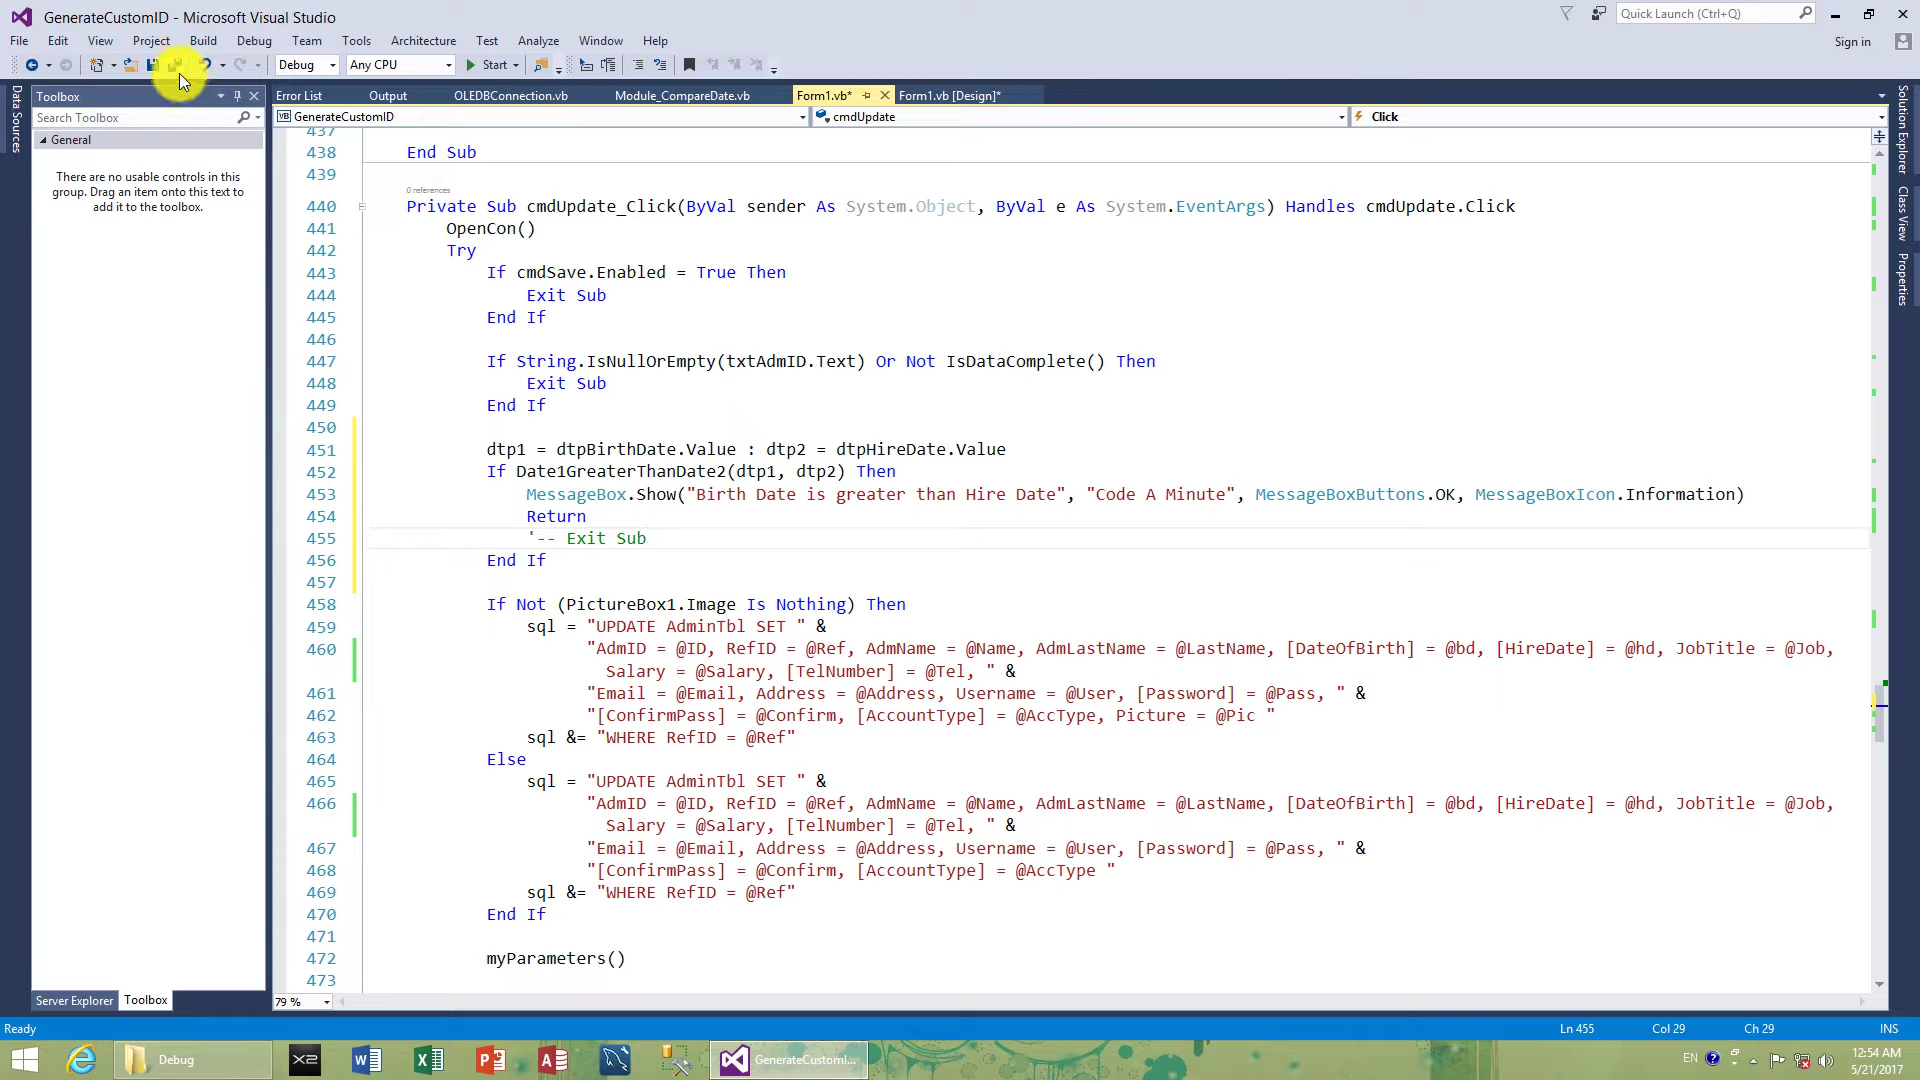 GenerateCustomID - Microsoft Visual Studio
Quick Launch (Ctrl+Q)
File Edit View Project Build Debug Team Tools Architecture Test Analyze Window Help
Sign in
Debug Any CPU Start
Data Sources
Toolbox
Search Toolbox
General
There are no usable controls in this
group. Drag an item onto this text to
add it to the toolbox.
Server Explorer Toolbox
Error List Output OLEDBConnection.vb Module_CompareDate.vb Form1.vb* Form1.vb [Design]*
GenerateCustomID cmdUpdate Click
437
438 End Sub
439
0 references
440 Private Sub cmdUpdate_Click(ByVal sender As System.Object, ByVal e As System.EventArgs) Handles cmdUpdate.Click
441 OpenCon()
442 Try
443 If cmdSave.Enabled = True Then
444 Exit Sub
445 End If
446
447 If String.IsNullOrEmpty(txtAdmID.Text) Or Not IsDataComplete() Then
448 Exit Sub
449 End If
450
451 dtp1 = dtpBirthDate.Value : dtp2 = dtpHireDate.Value
452 If Date1GreaterThanDate2(dtp1, dtp2) Then
453 MessageBox.Show("Birth Date is greater than Hire Date", "Code A Minute", MessageBoxButtons.OK, MessageBoxIcon.Information)
454 Return
455 '-- Exit Sub
456 End If
457
458 If Not (PictureBox1.Image Is Nothing) Then
459 sql = "UPDATE AdminTbl SET " &
460 "AdmID = @ID, RefID = @Ref, AdmName = @Name, AdmLastName = @LastName, [DateOfBirth] = @bd, [HireDate] = @hd, JobTitle = @Job,
Salary = @Salary, [TelNumber] = @Tel, " &
461 "Email = @Email, Address = @Address, Username = @User, [Password] = @Pass, " &
462 "[ConfirmPass] = @Confirm, [AccountType] = @AccType, Picture = @Pic "
463 sql &= "WHERE RefID = @Ref"
464 Else
465 sql = "UPDATE AdminTbl SET " &
466 "AdmID = @ID, RefID = @Ref, AdmName = @Name, AdmLastName = @LastName, [DateOfBirth] = @bd, [HireDate] = @hd, JobTitle = @Job,
Salary = @Salary, [TelNumber] = @Tel, " &
467 "Email = @Email, Address = @Address, Username = @User, [Password] = @Pass, " &
468 "[ConfirmPass] = @Confirm, [AccountType] = @AccType "
469 sql &= "WHERE RefID = @Ref"
470 End If
471
472 myParameters()
473
79 %
Solution Explorer
Class View
Properties
Ready Ln 455 Col 29 Ch 29 INS
Debug X2 GenerateCustomI... EN 12:54 AM
5/21/2017